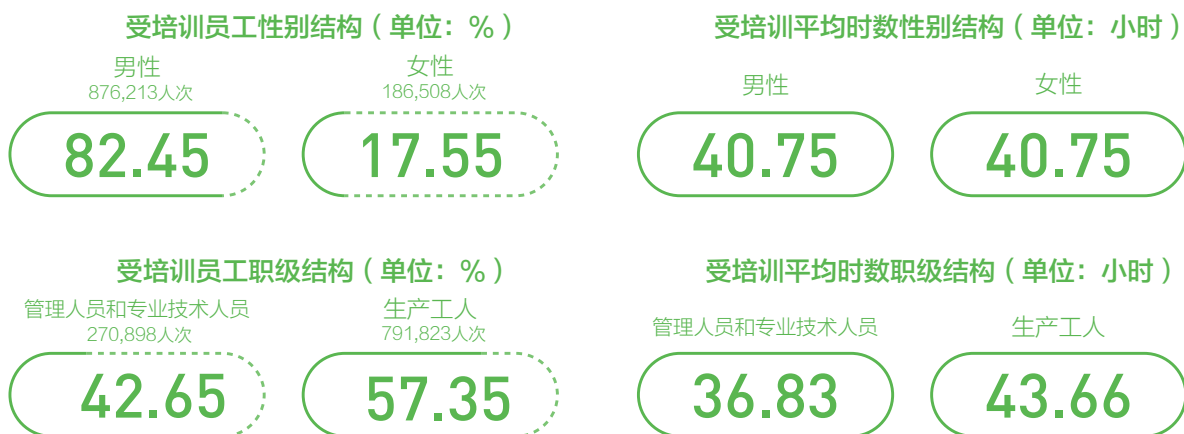 受培训员工性别结构（单位：%）
男性
876,213人次
82.45
女性
186,508人次
17.55
受培训平均时数性别结构（单位：小时）
男性
40.75
女性
40.75
受培训员工职级结构（单位：%）
管理人员和专业技术人员
270,898人次
42.65
生产工人
791,823人次
57.35
受培训平均时数职级结构（单位：小时）
管理人员和专业技术人员
36.83
生产工人
43.66